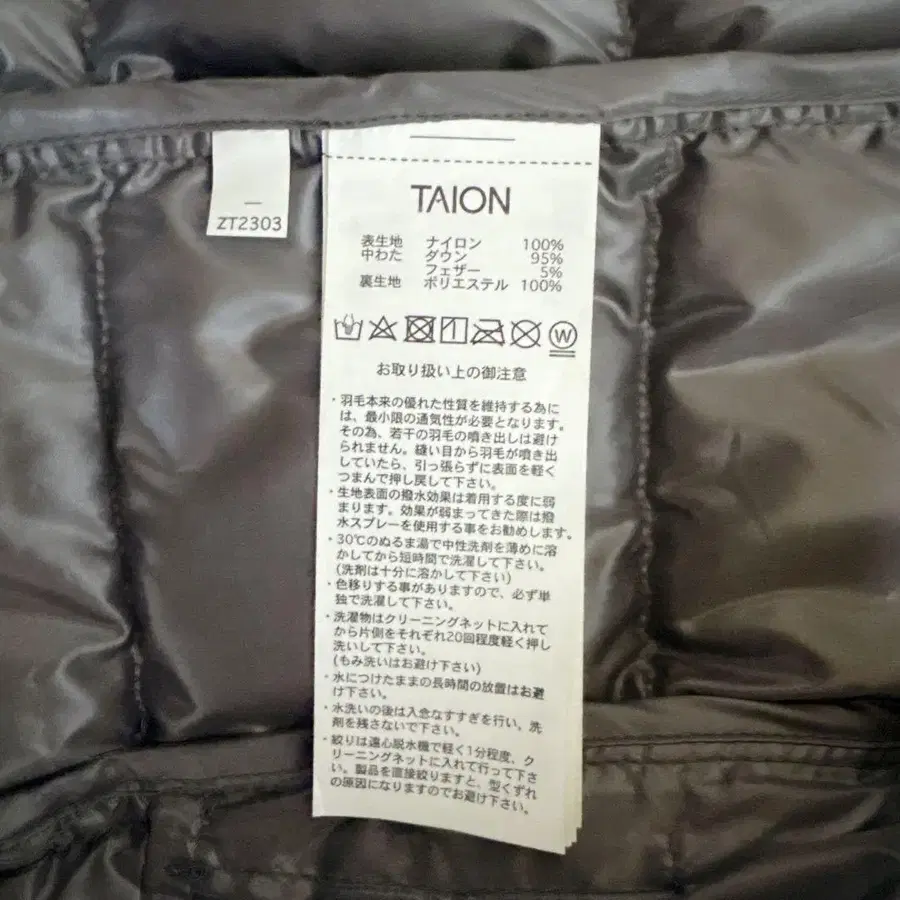 ZT2303
TAION
表生地 ナイロン 100%
中わた ダウン 95%
フェザー 5%
裏生地 ポリエステル 100%
W
お取り扱い上の御注意
・羽毛本来の優れた性質を維持する為に
は、最小限の通気性が必要となります。
その為、若干の羽毛の噴き出しは避け
られません。縫い目から羽毛が噴き出
していたら、引っ張らずに表面を軽く
つまんで押し戻して下さい。
・生地表面の撥水効果は着用する度に弱
まります。効果が弱まってきた際は撥
水スプレーを使用する事をお勧めします。
・30℃のぬるま湯で中性洗剤を薄めに溶
かしてから短時間で洗濯して下さい。
(洗剤は十分に溶かして下さい)
・色移りする事がありますので、必ず単
独で洗濯して下さい。
・洗濯物はクリーニングネットに入れて
から片側をそれぞれ20回程度軽く押し
洗いして下さい。
(もみ洗いはお避け下さい)
・水につけたままの長時間の放置はお避
け下さい。
・水洗いの後は入念なすすぎを行い、洗
剤を残さないで下さい。
・絞りは遠心脱水機で軽く1分程度、ク
リーニングネットに入れて行って下さ
い。製品を直接絞りますと、型くずれ
の原因になりますのでお避け下さい。